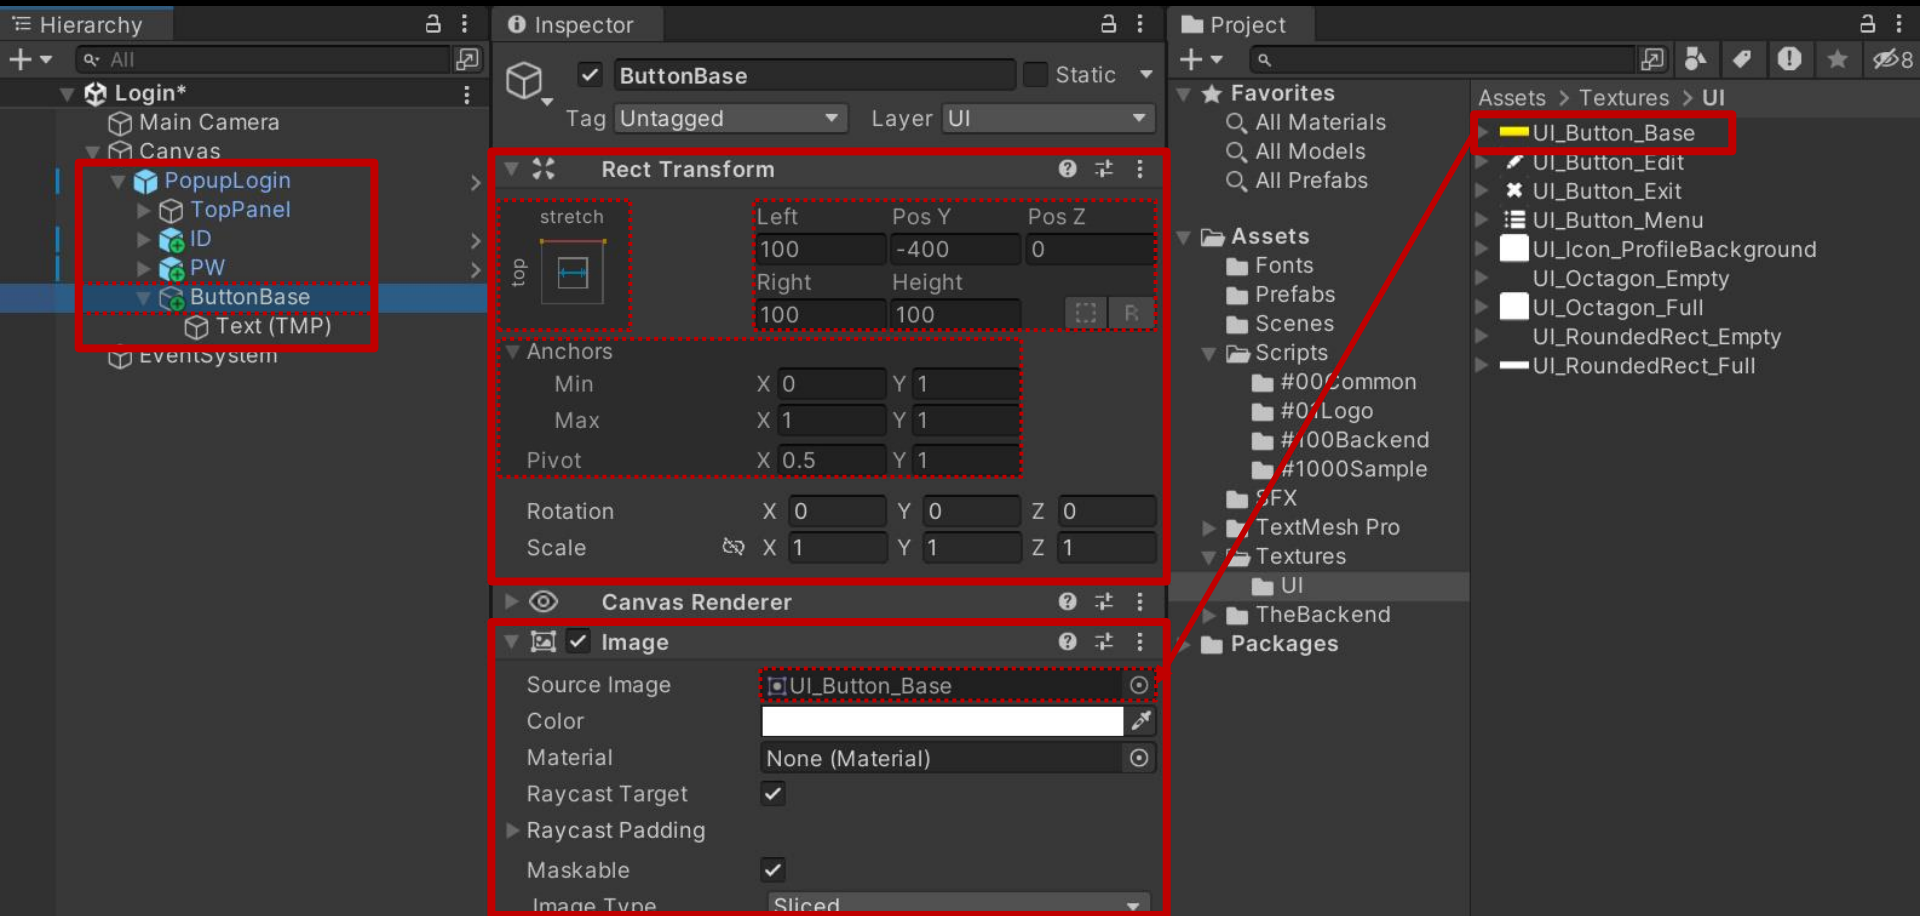 Hierarchy
All
Login*
Main Camera
Canvas
PopupLogin
TopPanel
ID
PW
ButtonBase
Text (TMP)
EventSystem
Inspector
ButtonBase
Static
Tag Untagged Layer UI
Rect Transform
stretch
top
Left Pos Y Pos Z
100 -400 0
Right Height
100 100 R
Anchors
Min X 0 Y 1
Max X 1 Y 1
Pivot X 0.5 Y 1
Rotation X 0 Y 0 Z 0
Scale X 1 Y 1 Z 1
Canvas Renderer
Image
Source Image UI_Button_Base
Color
Material None (Material)
Raycast Target
Raycast Padding
Maskable
Image Type Sliced
Project
8
Favorites
All Materials
All Models
All Prefabs
Assets
Fonts
Prefabs
Scenes
Scripts
#00Common
#01Logo
#100Backend
#1000Sample
SFX
TextMesh Pro
Textures
UI
TheBackend
Packages
Assets > Textures > UI
UI_Button_Base
UI_Button_Edit
UI_Button_Exit
UI_Button_Menu
UI_Icon_ProfileBackground
UI_Octagon_Empty
UI_Octagon_Full
UI_RoundedRect_Empty
UI_RoundedRect_Full